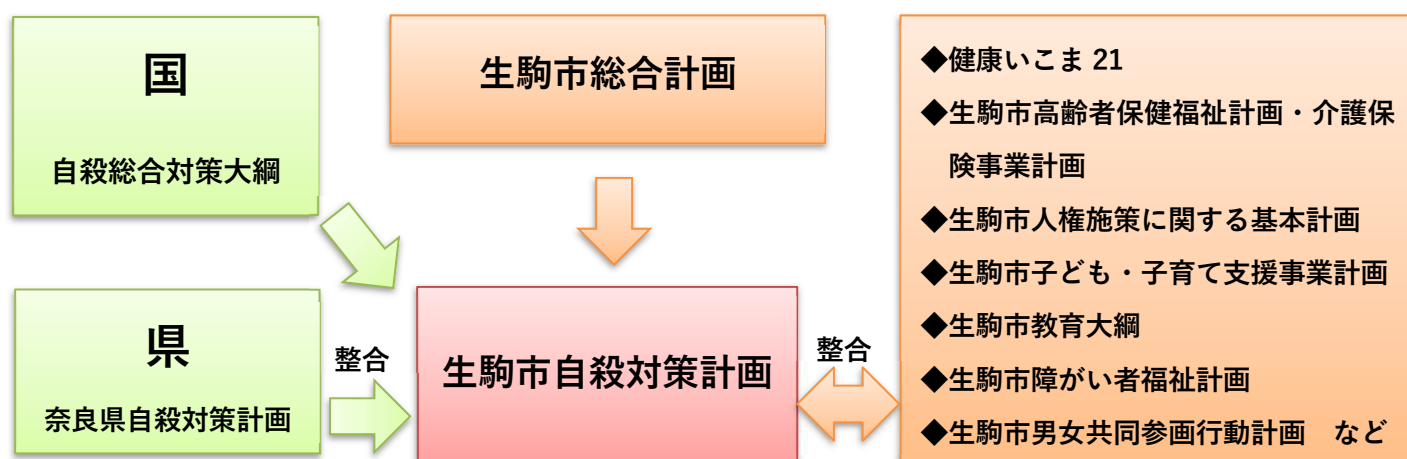 国
自殺総合対策大綱
生駒市総合計画
県
奈良県自殺対策計画
整合
生駒市自殺対策計画
整合
◆健康いこま 21
◆生駒市高齢者保健福祉計画・介護保
険事業計画
◆生駒市人権施策に関する基本計画
◆生駒市子ども・子育て支援事業計画
◆生駒市教育大綱
◆生駒市障がい者福祉計画
◆生駒市男女共同参画行動計画　など